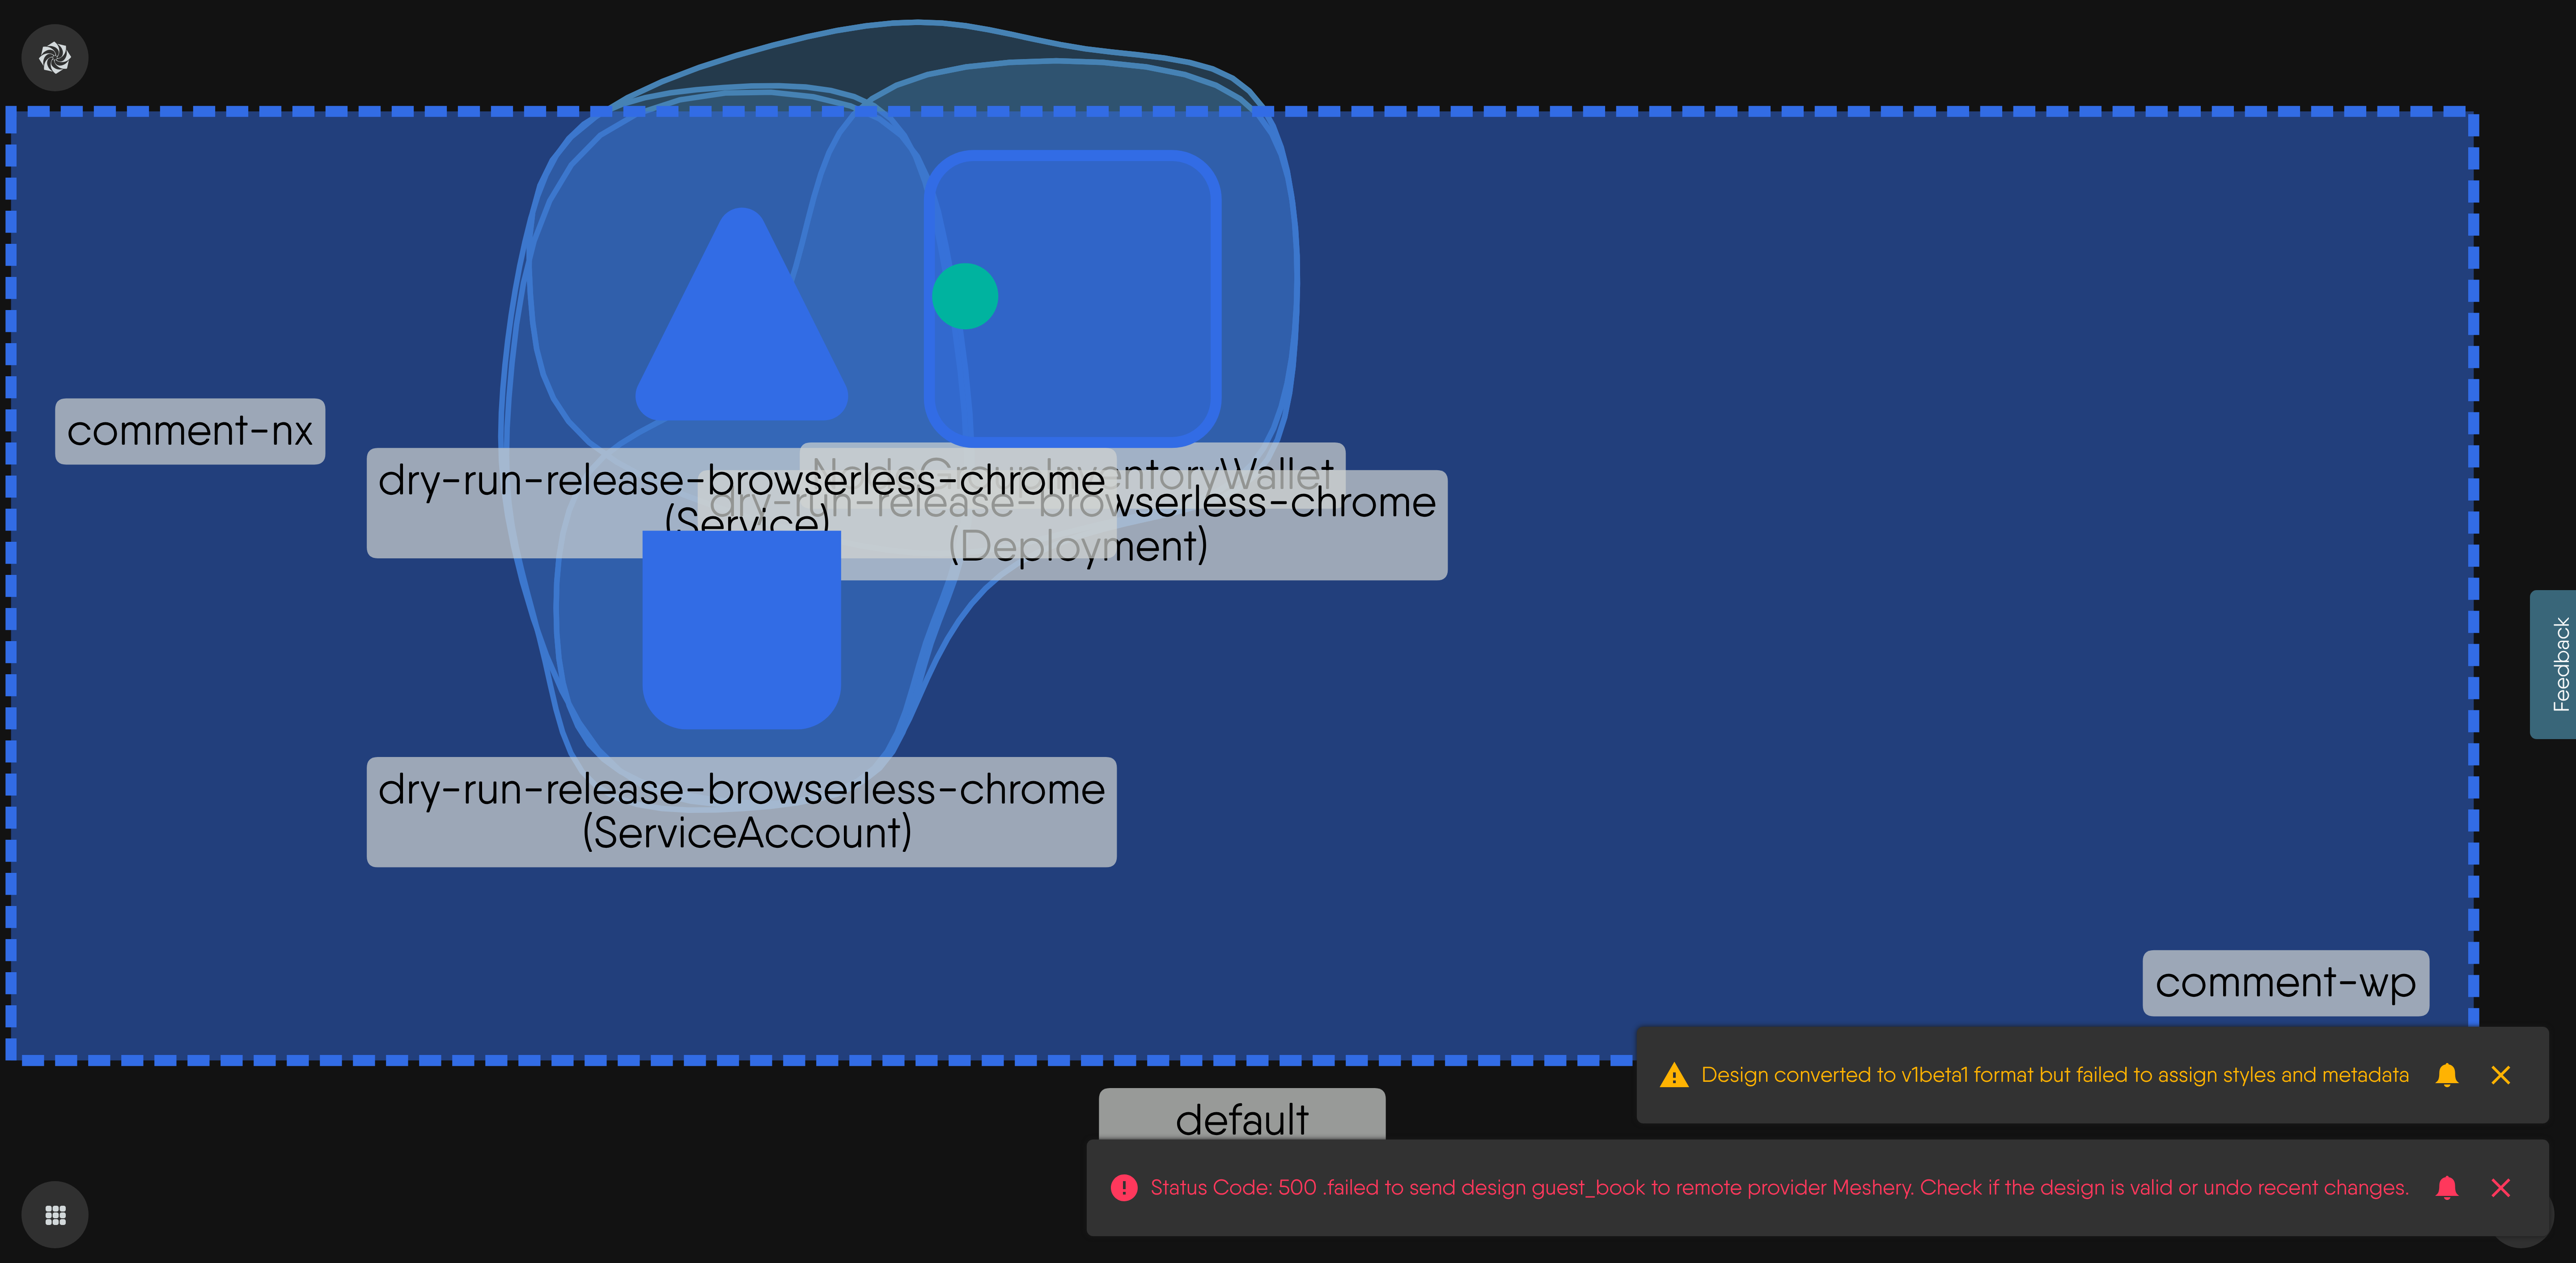 comment-nx
dry-run-release-browserless-chrome
(Service)
NodeGroupInventoryWallet
dry-run-release-browserless-chrome
(Deployment)
dry-run-release-browserless-chrome
(ServiceAccount)
Feedback
comment-wp
Design converted to v1beta1 format but failed to assign styles and metadata
default
Status Code: 500 .failed to send design guest_book to remote provider Meshery. Check if the design is valid or undo recent changes.